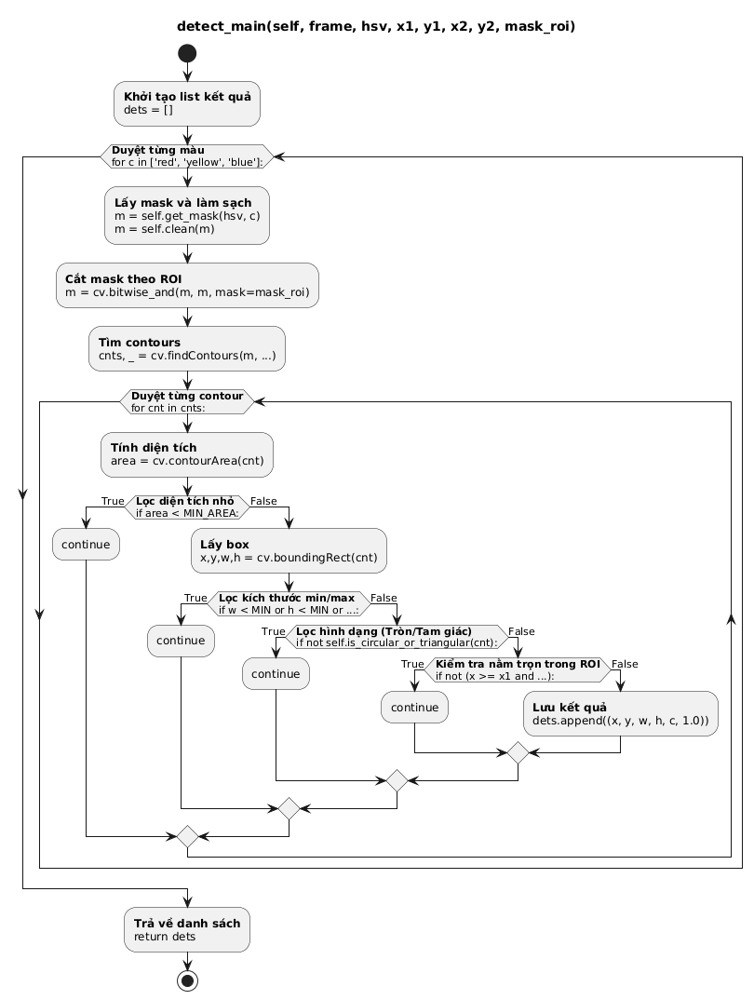 detect_main(self, frame, hsv, x1, y1, x2, y2, mask_roi)
Khởi tạo list kết quả
dets = []
Duyệt từng màu
for c in ['red', 'yellow', 'blue']:
Lấy mask và làm sạch
m = self.get_mask(hsv, c)
m = self.clean(m)
Cắt mask theo ROI
m = cv.bitwise_and(m, m, mask=mask_roi)
Tìm contours
cnts, _ = cv.findContours(m, ...)
Duyệt từng contour
for cnt in cnts:
Tính diện tích
area = cv.contourArea(cnt)
True
Lọc diện tích nhỏ
if area < MIN_AREA:
False
continue
Lấy box
x,y,w,h = cv.boundingRect(cnt)
True
Lọc kích thước min/max
if w < MIN or h < MIN or ...:
False
continue
True
Lọc hình dạng (Tròn/Tam giác)
if not self.is_circular_or_triangular(cnt):
False
continue
True
Kiểm tra nằm trọn trong ROI
if not (x >= x1 and ...):
False
continue
Lưu kết quả
dets.append((x, y, w, h, c, 1.0))
Trả về danh sách
return dets